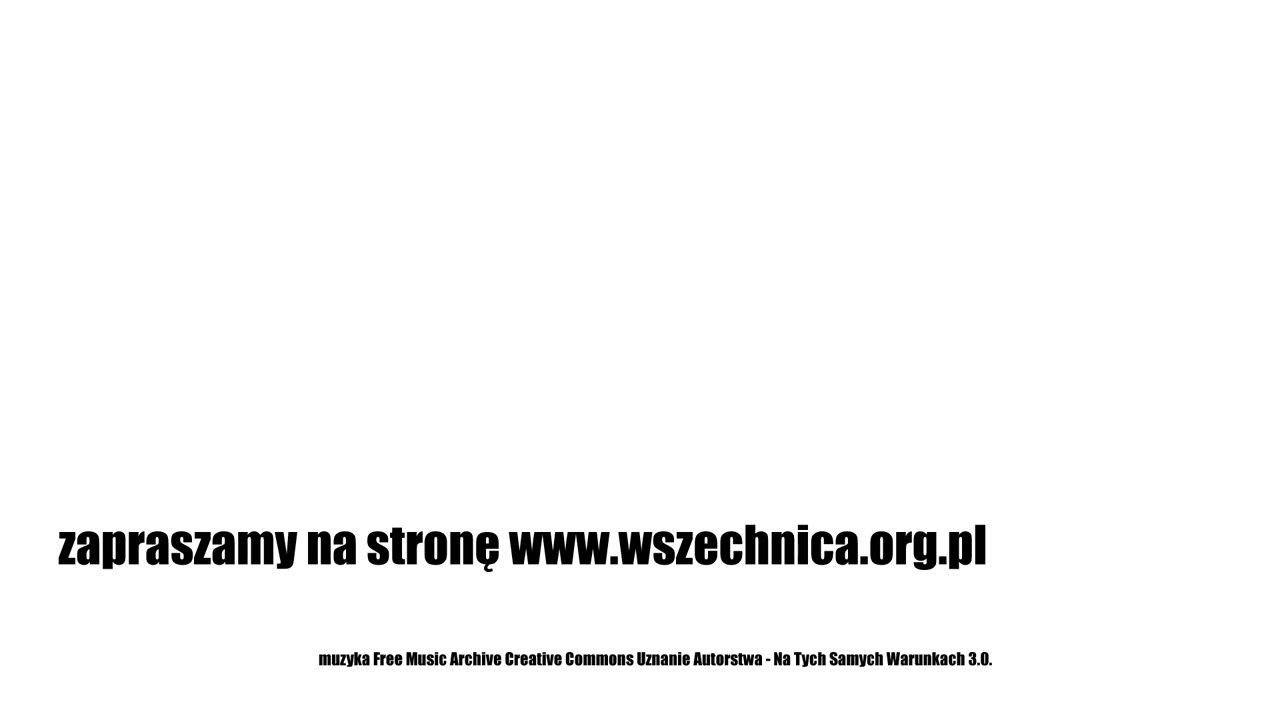 zapraszamy na stronę www.wszechnica.org.pl
muzyka Free Music Archive Creative Commons Uznanie Autorstwa - Na Tych Samych Warunkach 3.0.